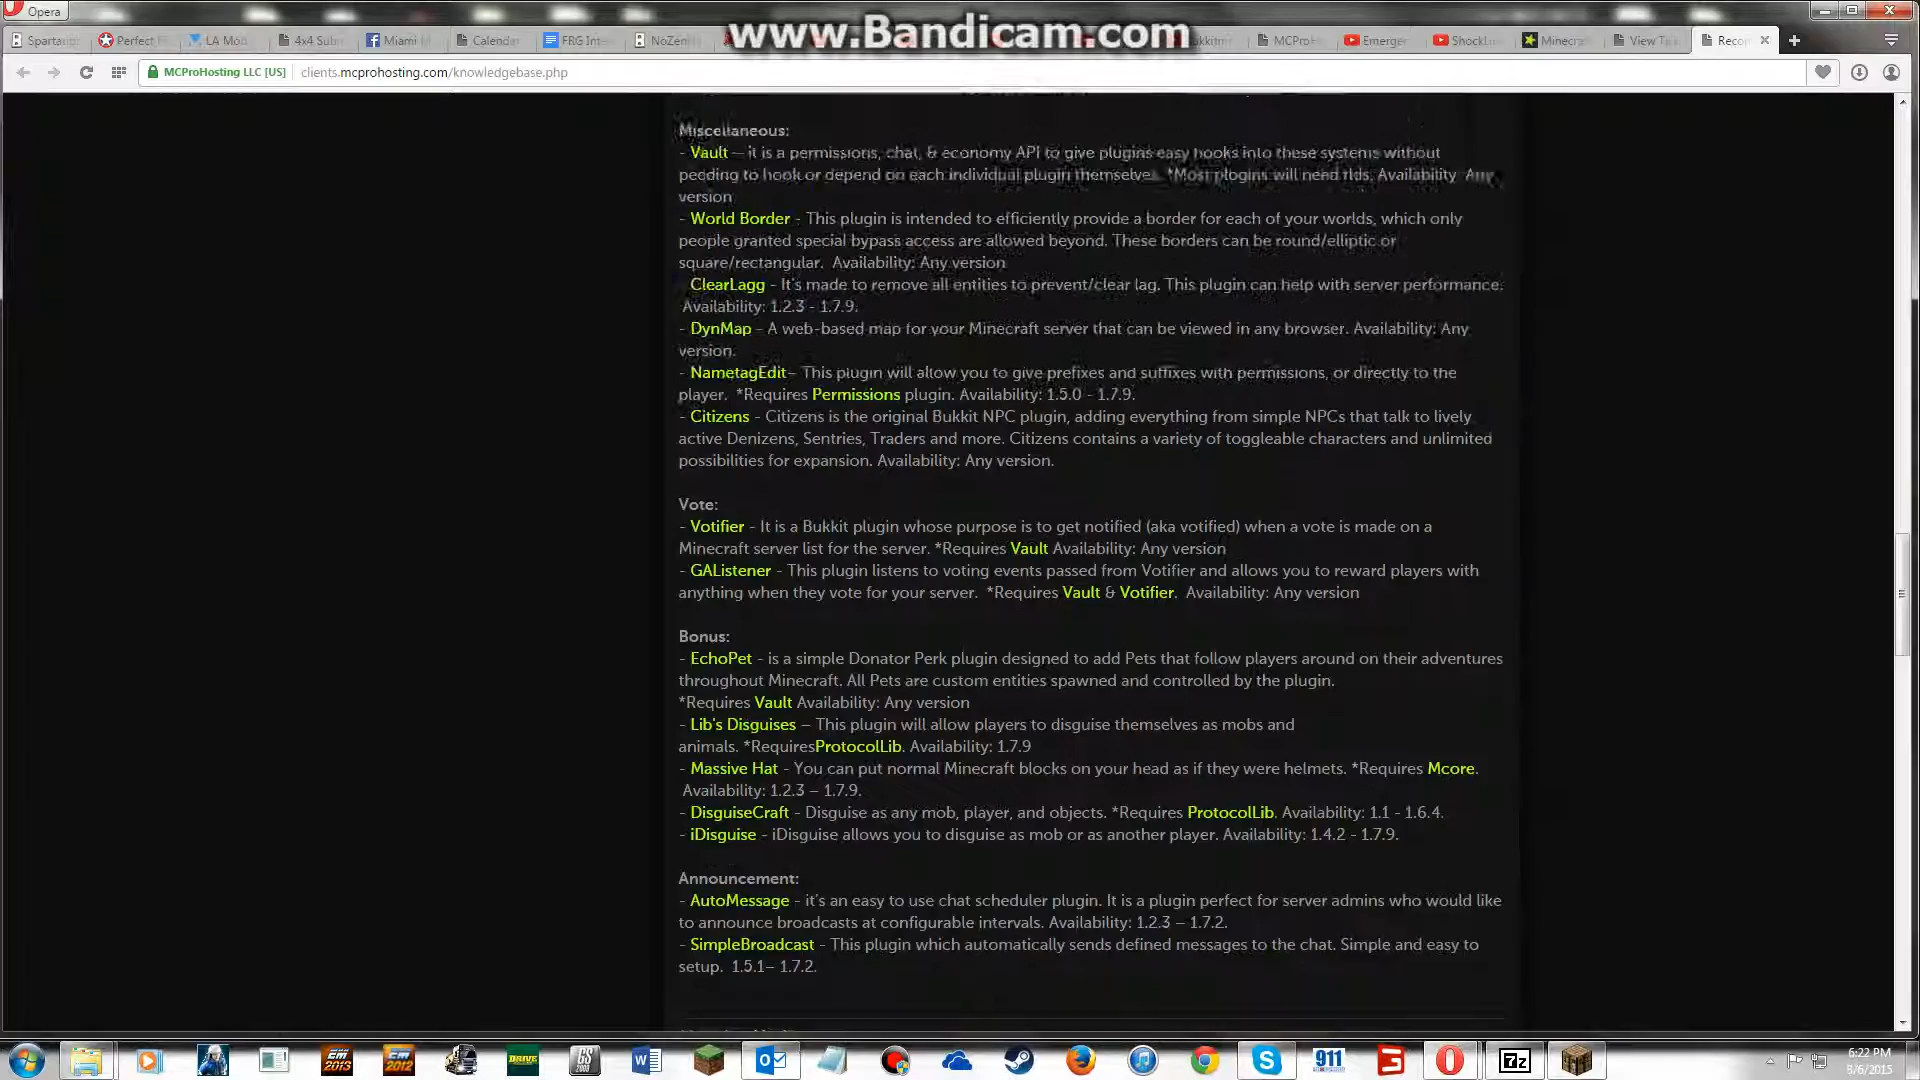 Opera
www.Bandicam.com
Spartan
Perfect
LA Mod
4x4 Sub
Miami
Calenda
FRG Int
NoZen
MCProH
Emerge
ShockL
Minecra
View T
Reco
MCProHosting LLC [US] clients.mcprohosting.com/knowledgebase.php
Miscellaneous:
- Vault – it is a permissions, chat, & economy API to give plugins easy hooks into these systems without
needing to hook or depend on each individual plugin themselves. *Most plugins will need this. Availability: Any
version
- World Border - This plugin is intended to efficiently provide a border for each of your worlds, which only
people granted special bypass access are allowed beyond. These borders can be round/elliptic or
square/rectangular. Availability: Any version
ClearLagg - It's made to remove all entities to prevent/clear lag. This plugin can help with server performance.
Availability: 1.2.3 - 1.7.9.
- DynMap - A web-based map for your Minecraft server that can be viewed in any browser. Availability: Any
version.
- NametagEdit– This plugin will allow you to give prefixes and suffixes with permissions, or directly to the
player. *Requires Permissions plugin. Availability: 1.5.0 - 1.7.9.
- Citizens - Citizens is the original Bukkit NPC plugin, adding everything from simple NPCs that talk to lively
active Denizens, Sentries, Traders and more. Citizens contains a variety of toggleable characters and unlimited
possibilities for expansion. Availability: Any version.
Vote:
- Votifier - It is a Bukkit plugin whose purpose is to get notified (aka votified) when a vote is made on a
Minecraft server list for the server. *Requires Vault Availability: Any version
- GAListener - This plugin listens to voting events passed from Votifier and allows you to reward players with
anything when they vote for your server. *Requires Vault & Votifier. Availability: Any version
Bonus:
- EchoPet - is a simple Donator Perk plugin designed to add Pets that follow players around on their adventures
throughout Minecraft. All Pets are custom entities spawned and controlled by the plugin.
*Requires Vault Availability: Any version
- Lib's Disguises – This plugin will allow players to disguise themselves as mobs and
animals. *RequiresProtocolLib. Availability: 1.7.9
- Massive Hat - You can put normal Minecraft blocks on your head as if they were helmets. *Requires Mcore.
Availability: 1.2.3 – 1.7.9.
- DisguiseCraft - Disguise as any mob, player, and objects. *Requires ProtocolLib. Availability: 1.1 - 1.6.4.
- iDisguise - iDisguise allows you to disguise as mob or as another player. Availability: 1.4.2 - 1.7.9.
Announcement:
- AutoMessage - it's an easy to use chat scheduler plugin. It is a plugin perfect for server admins who would like
to announce broadcasts at configurable intervals. Availability: 1.2.3 – 1.7.2.
- SimpleBroadcast - This plugin which automatically sends defined messages to the chat. Simple and easy to
setup. 1.5.1– 1.7.2.
6:22 PM
8/6/2015